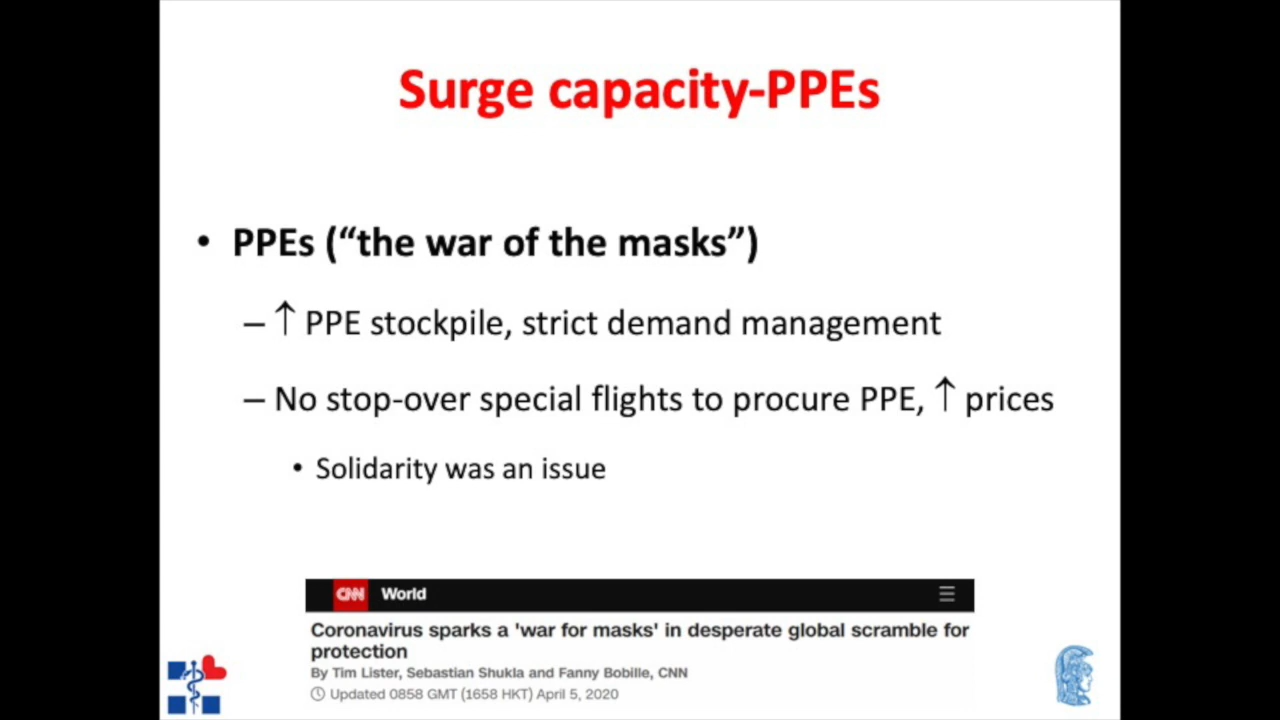 Surge capacity-PPEs
• PPEs (“the war of the masks”)
– ↑ PPE stockpile, strict demand management
– No stop-over special flights to procure PPE, ↑ prices
• Solidarity was an issue
CNN World
Coronavirus sparks a 'war for masks' in desperate global scramble for
protection
By Tim Lister, Sebastian Shukla and Fanny Bobille, CNN
Updated 0858 GMT (1658 HKT) April 5, 2020